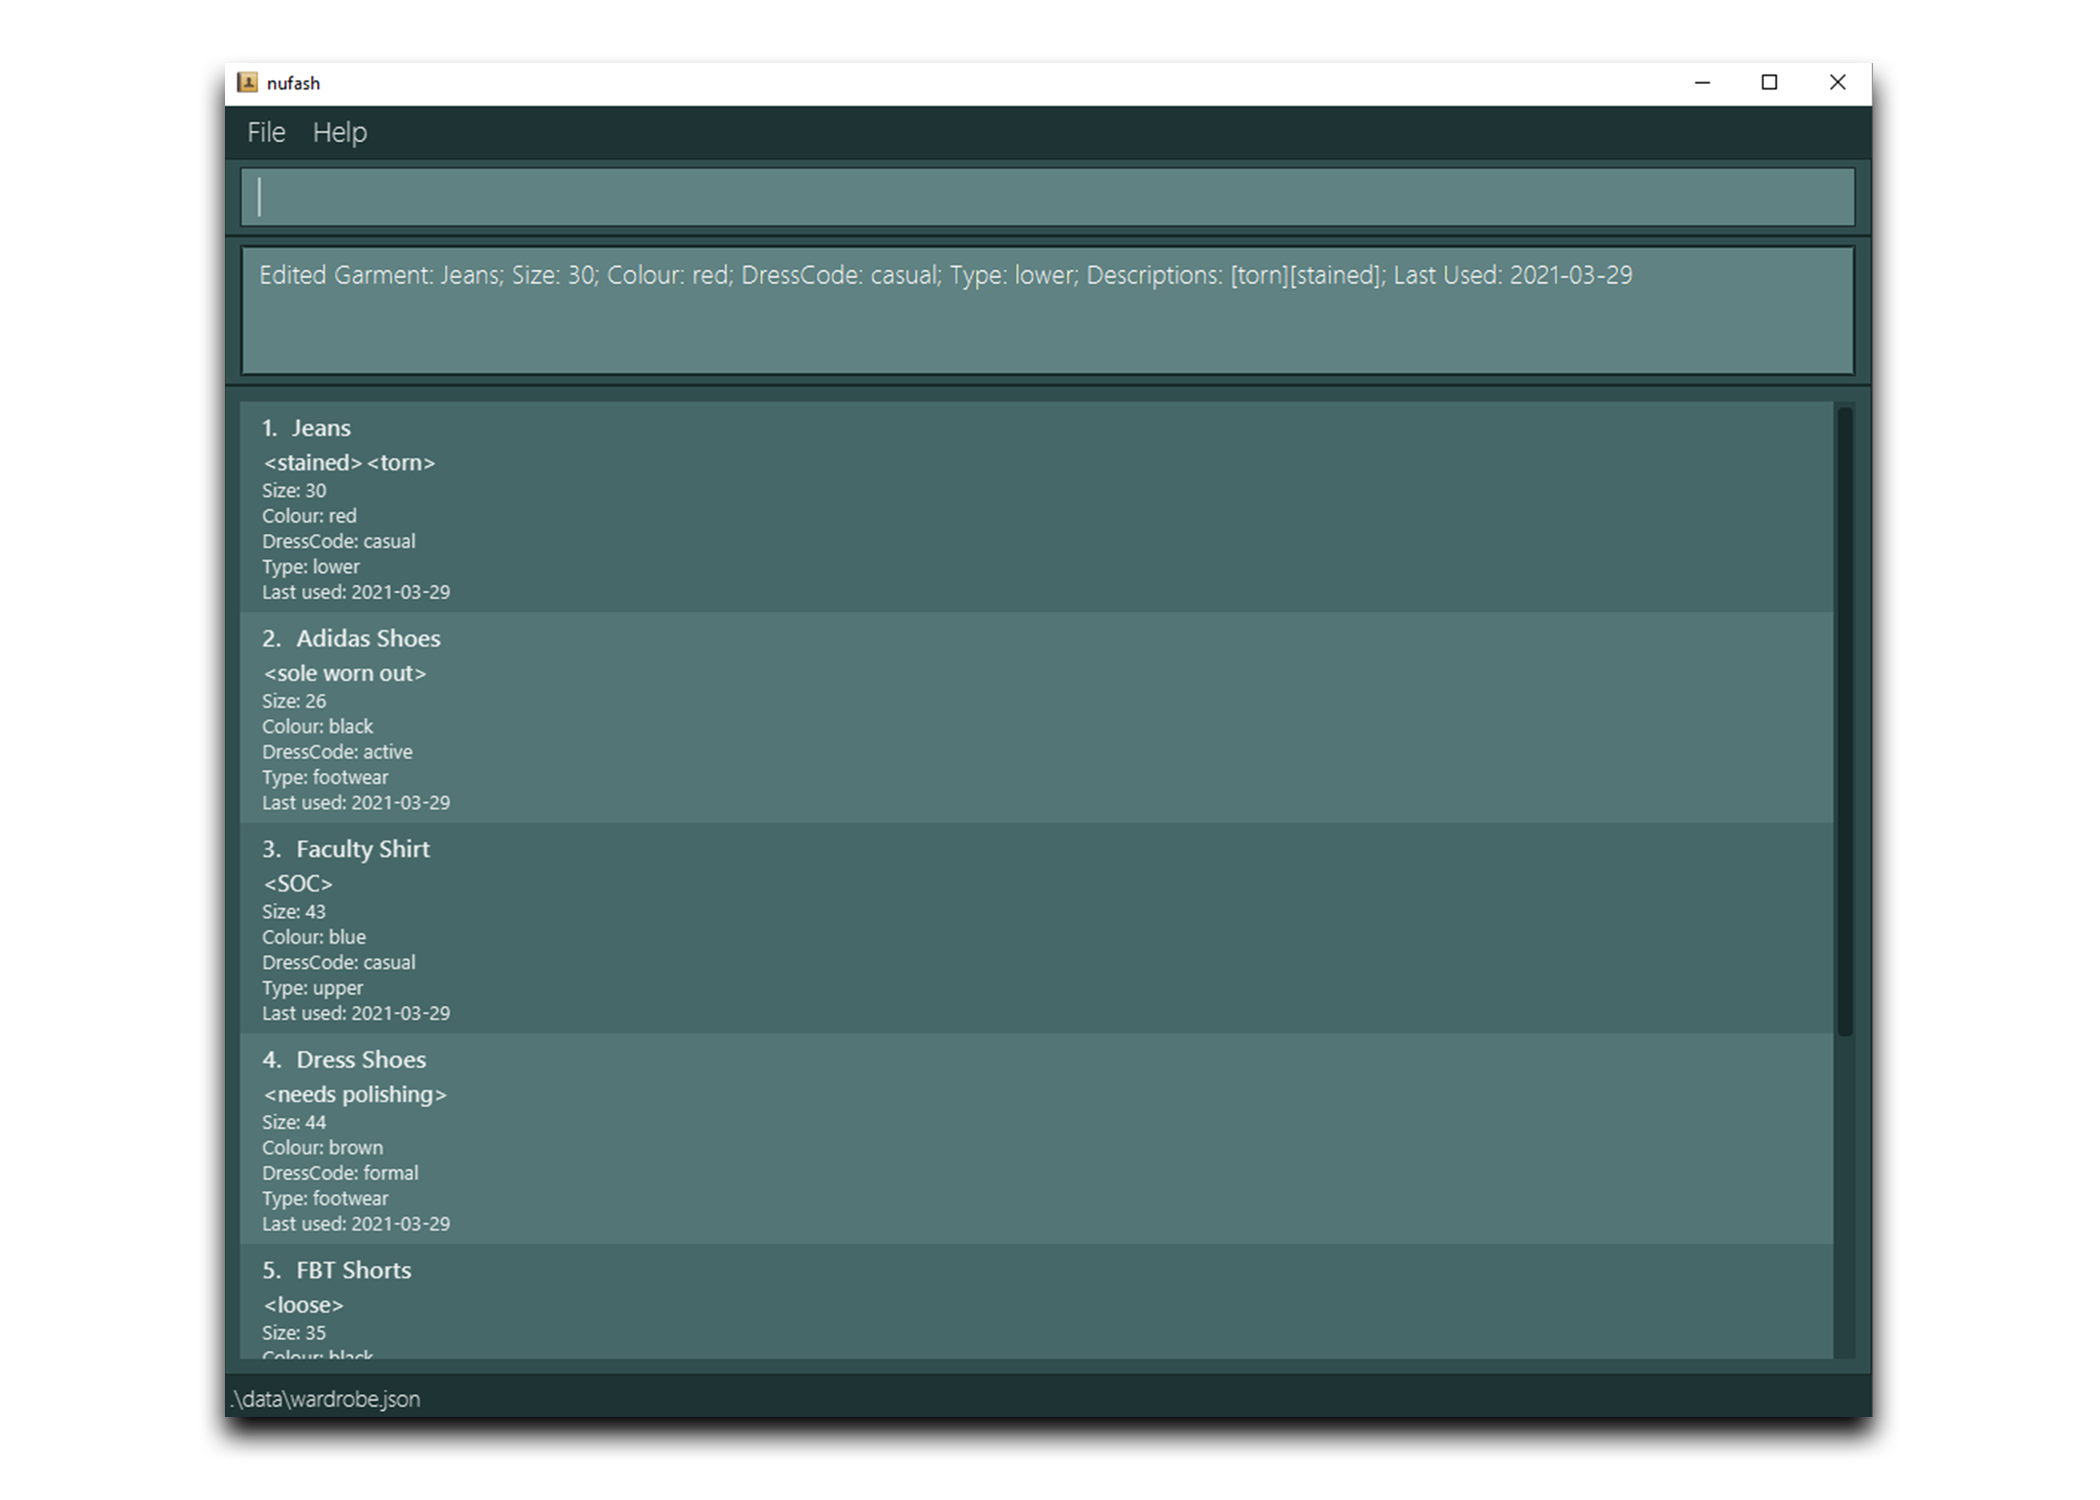 nufash
File Help
Edited Garment: Jeans; Size: 30; Colour: red; DressCode: casual; Type: lower; Descriptions: [torn][stained]; Last Used: 2021-03-29
1. Jeans
<stained> <torn>
Size: 30
Colour: red
DressCode: casual
Type: lower
Last used: 2021-03-29
2. Adidas Shoes
<sole worn out>
Size: 26
Colour: black
DressCode: active
Type: footwear
Last used: 2021-03-29
3. Faculty Shirt
<SOC>
Size: 43
Colour: blue
DressCode: casual
Type: upper
Last used: 2021-03-29
4. Dress Shoes
<needs polishing>
Size: 44
Colour: brown
DressCode: formal
Type: footwear
Last used: 2021-03-29
5. FBT Shorts
<loose>
Size: 35
Colour: black
.\data\wardrobe.json